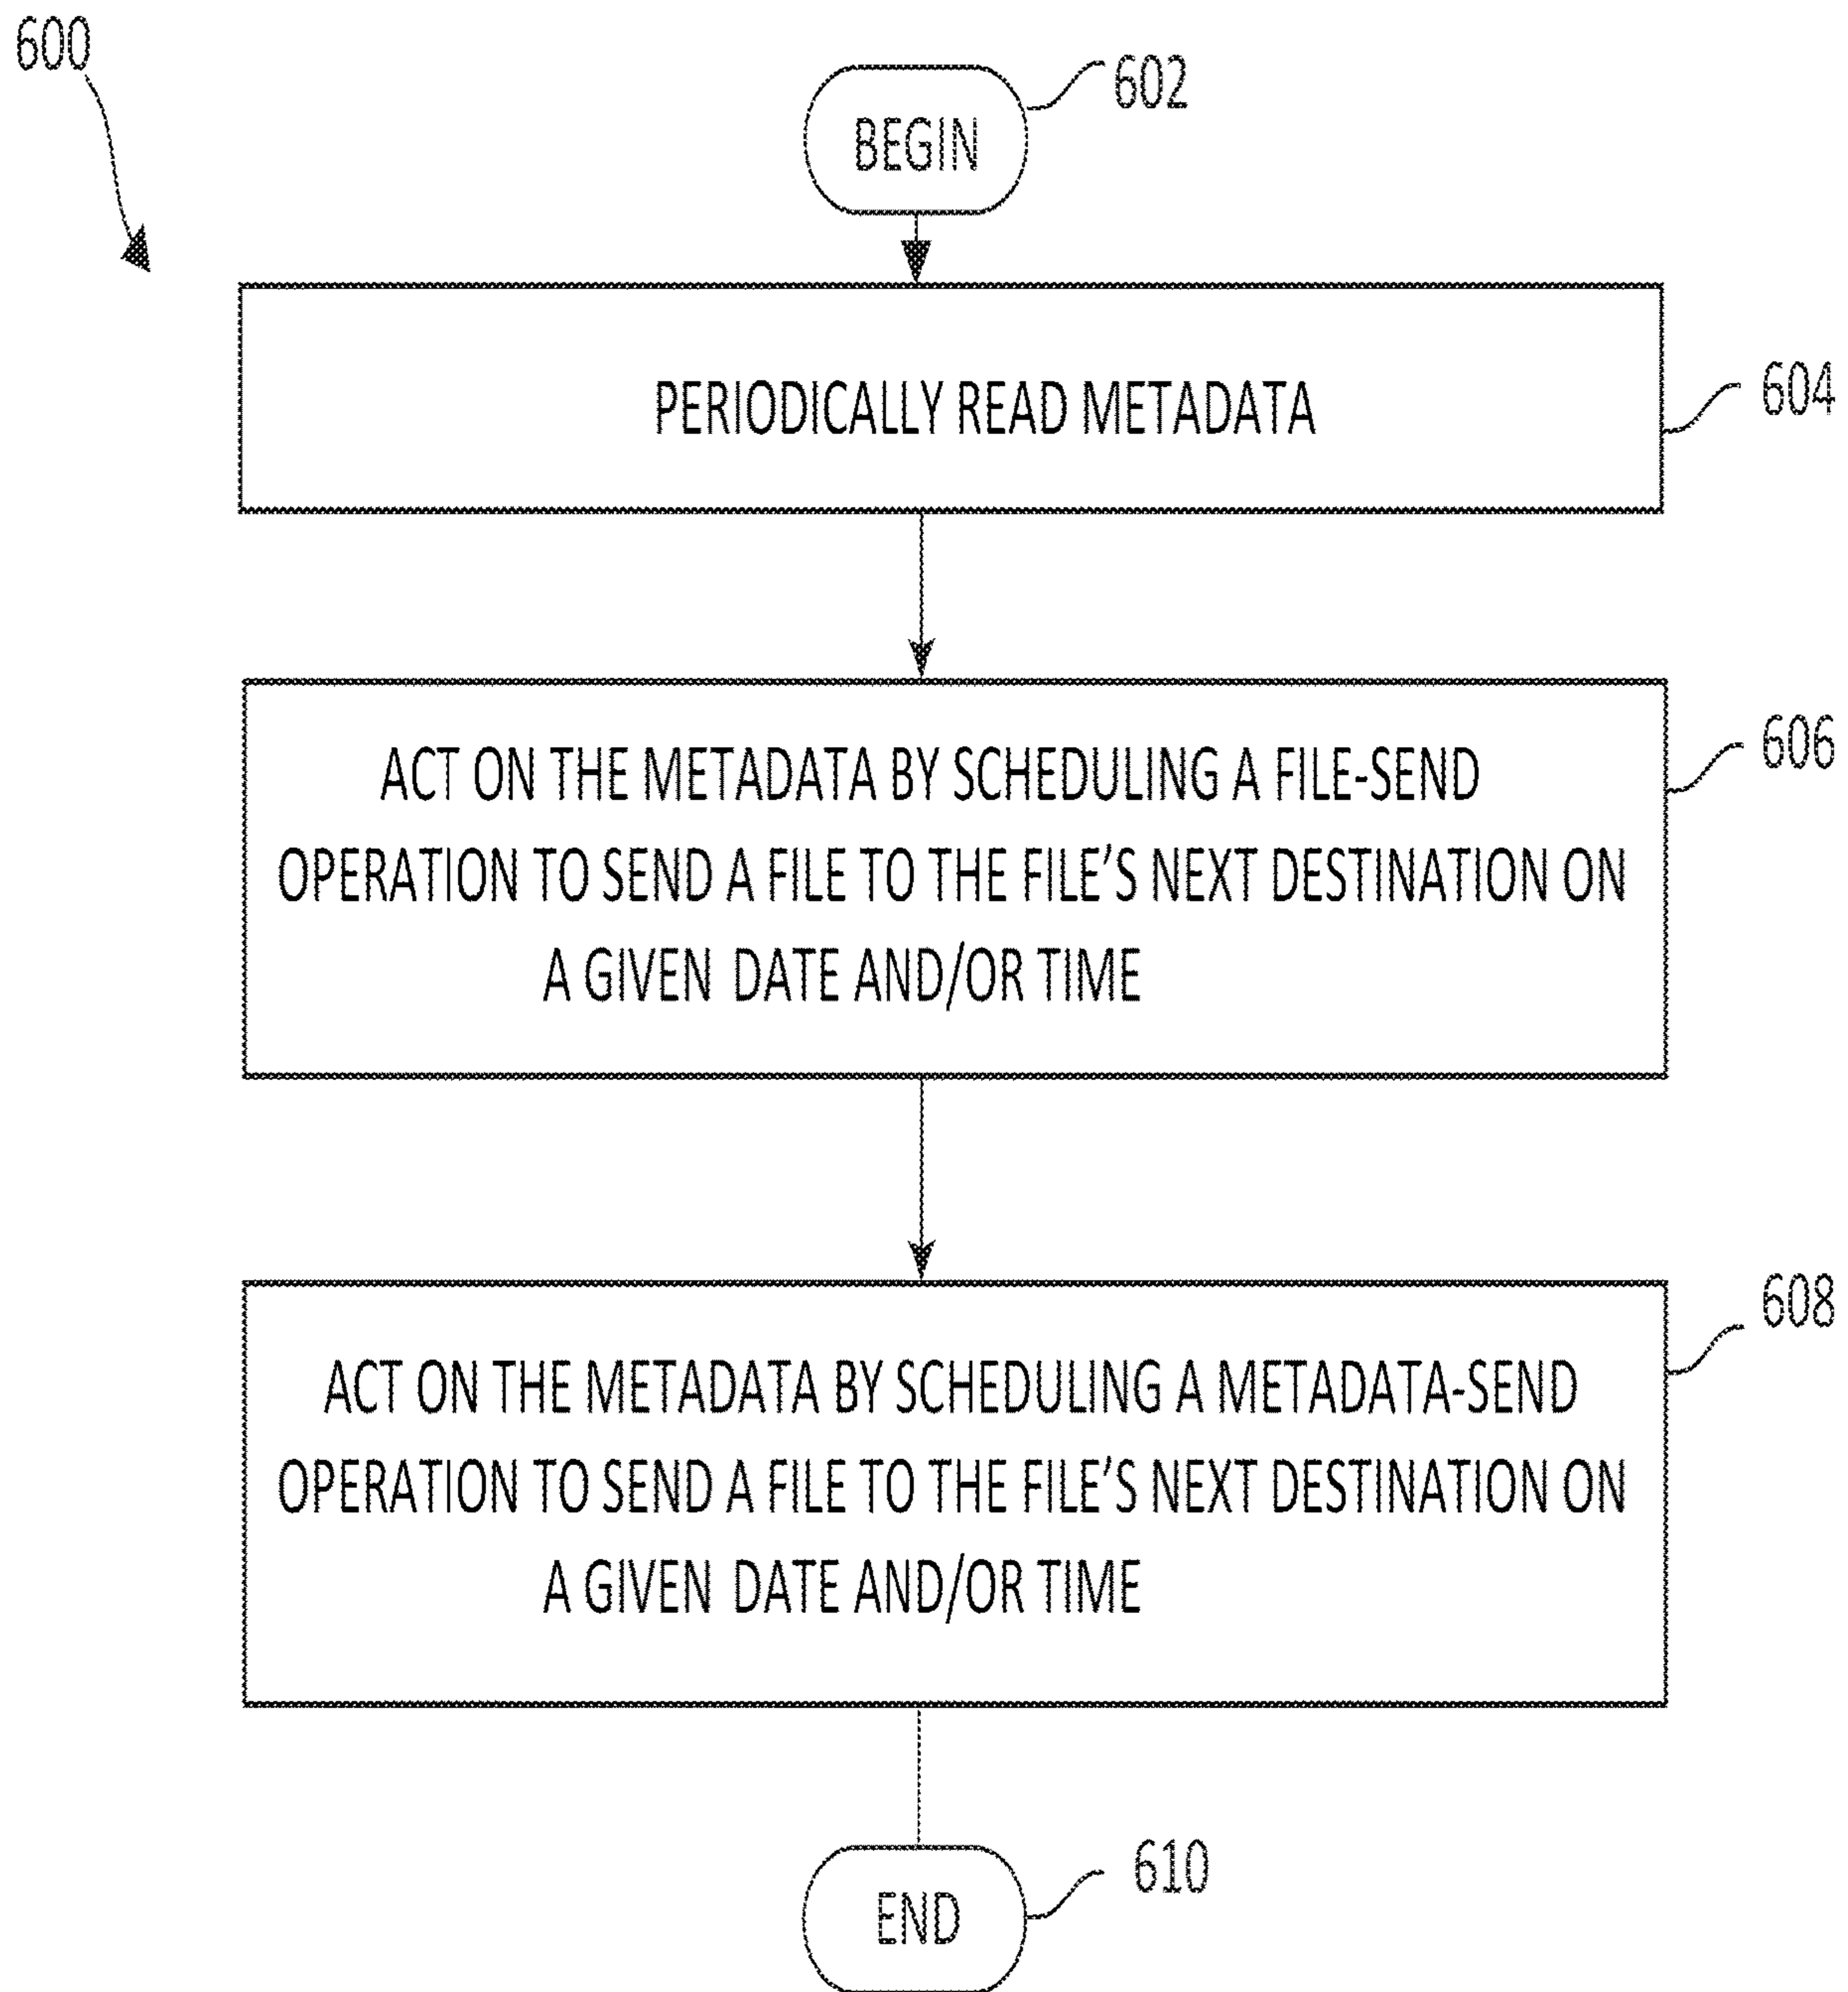 600
602
BEGIN
PERIODICALLY READ METADATA
604
606
ACT ON THE METADATA BY SCHEDULING A FILE-SEND
OPERATION TO SEND A FILE TO THE FILE'S NEXT DESTINATION ON
A GIVEN DATE AND/OR TIME
608
ACT ON THE METADATA BY SCHEDULING A METADATA-SEND
OPERATION TO SEND A FILE TO THE FILE'S NEXT DESTINATION ON
A GIVEN DATE AND/OR TIME
610
END